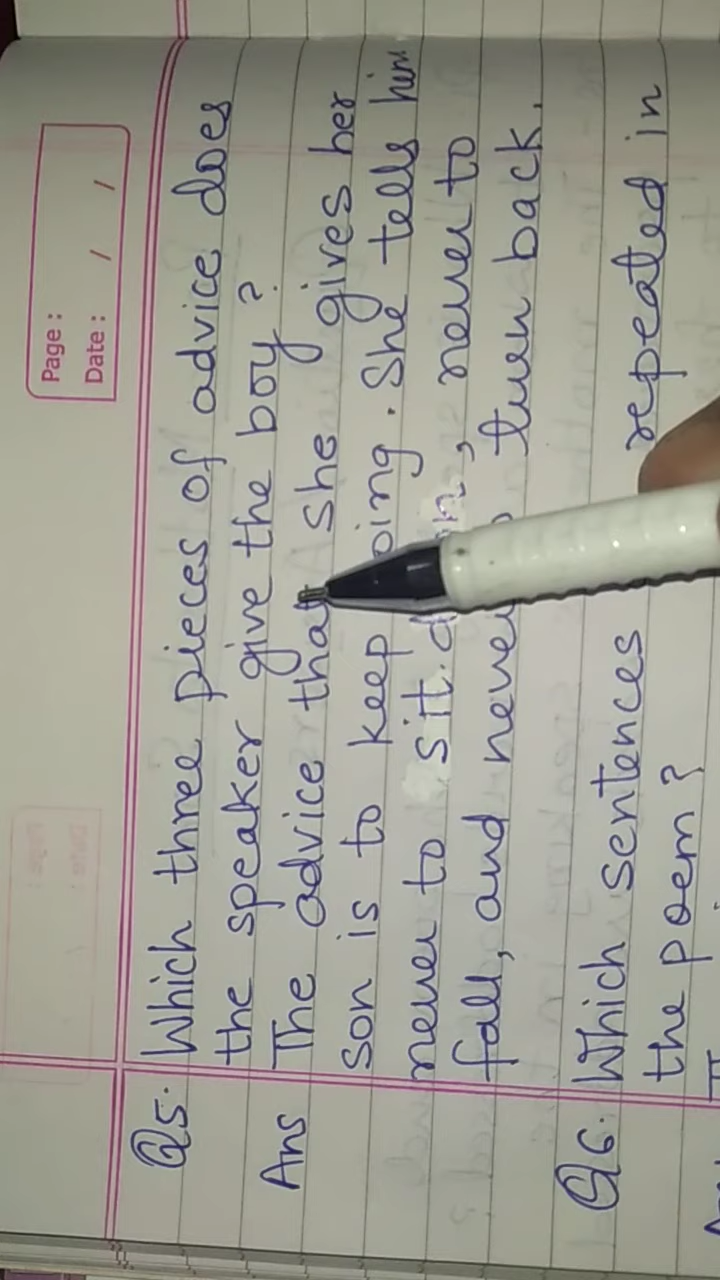 Page:
Date: / /
Q5. Which three pieces of advice does
the speaker give the boy?
Ans The advice that she gives her
son is to keep oing. She tells him
never to sit d n, never to
fall, and never turn back.
Q6. Which sentences repeated in
the poem?